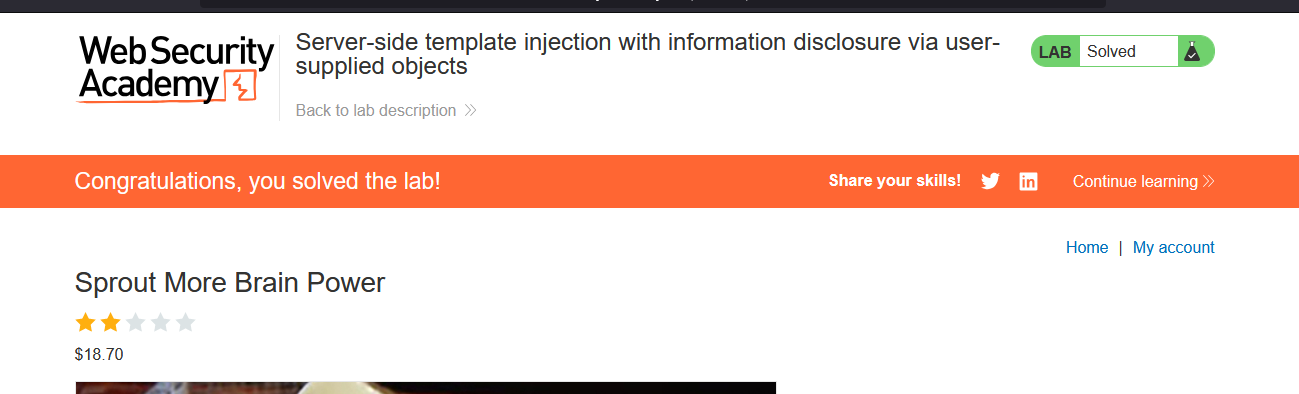 Web Security
Academy
Server-side template injection with information disclosure via user-
supplied objects
Back to lab description
LAB Solved
Congratulations, you solved the lab!
Share your skills!
Continue learning
Home | My account
Sprout More Brain Power
$18.70